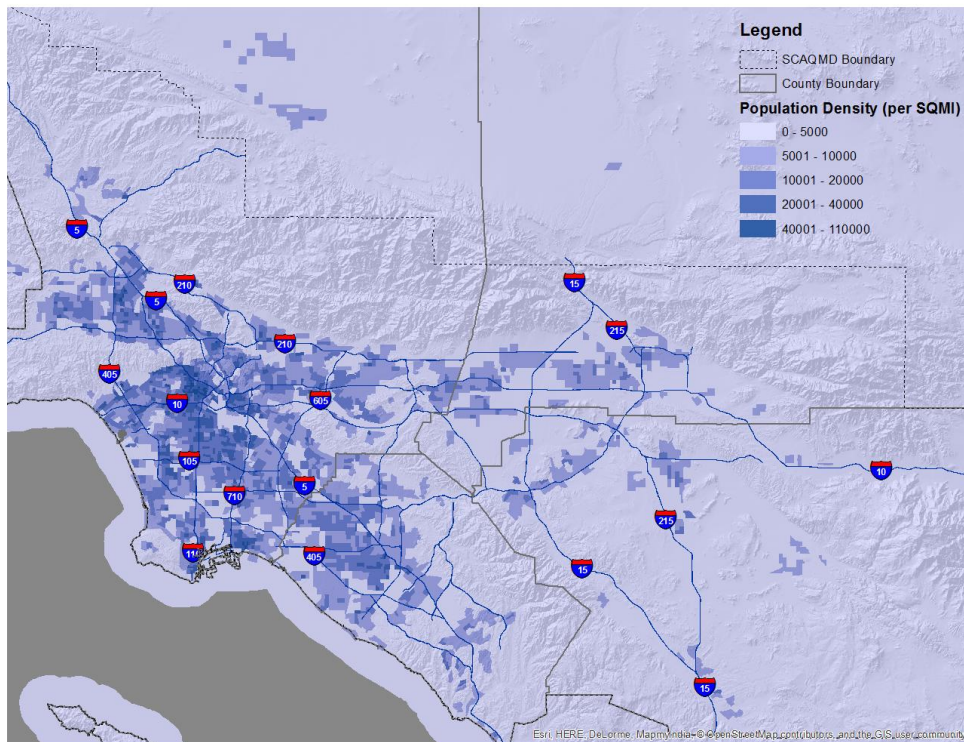 Legend
SCAQMD Boundary
County Boundary
Population Density (per SQMI)
0 - 5000
5001 - 10000
10001 - 20000
20001 - 40000
40001 - 110000
5
210
5
15
215
210
405
10
605
105
10
5
710
215
110
405
15
15
Esri, HERE, DeLorme, MapmyIndia, © OpenStreetMap contributors, and the GIS user community